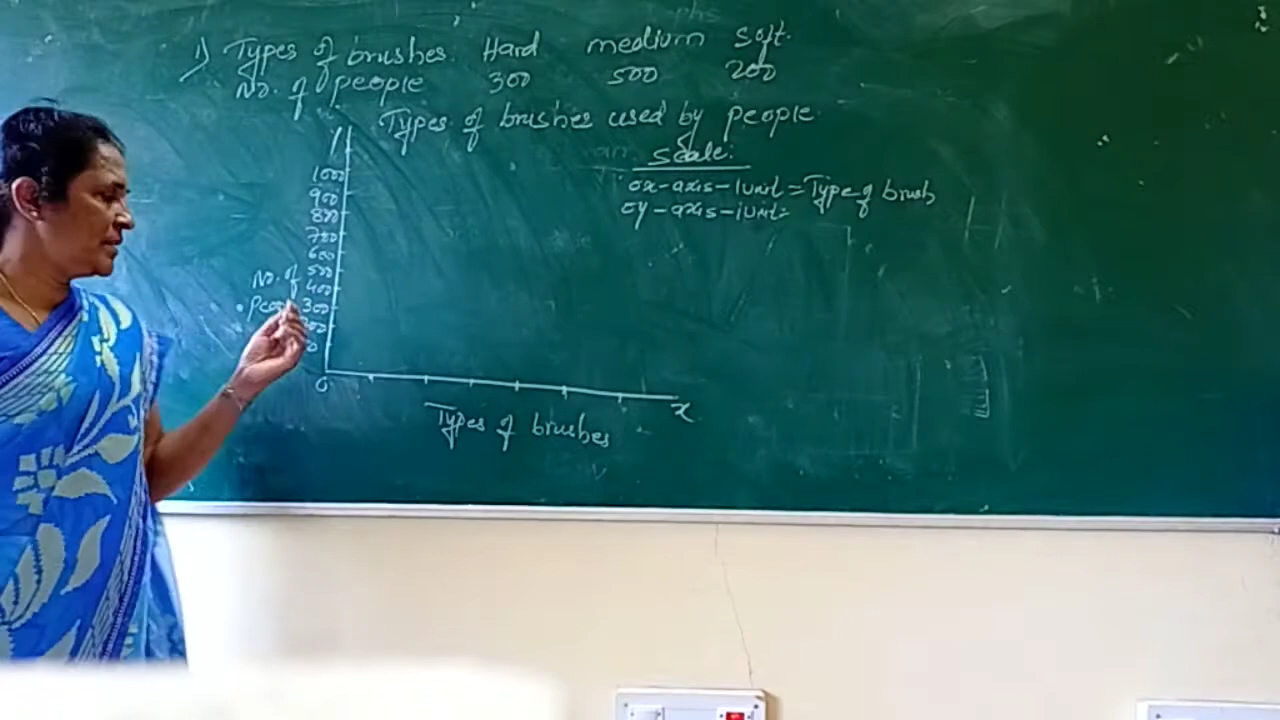 1) Types of brushes. Hard medium Soft.
No. of people 300 500 200
Types of brushes used by people.
Scale:
ox-axis-1unit = Type of brush
oy-axis-1unit=
y
1000
900
800
700
600
500
No. of
400
300
0
x
Types of brushes